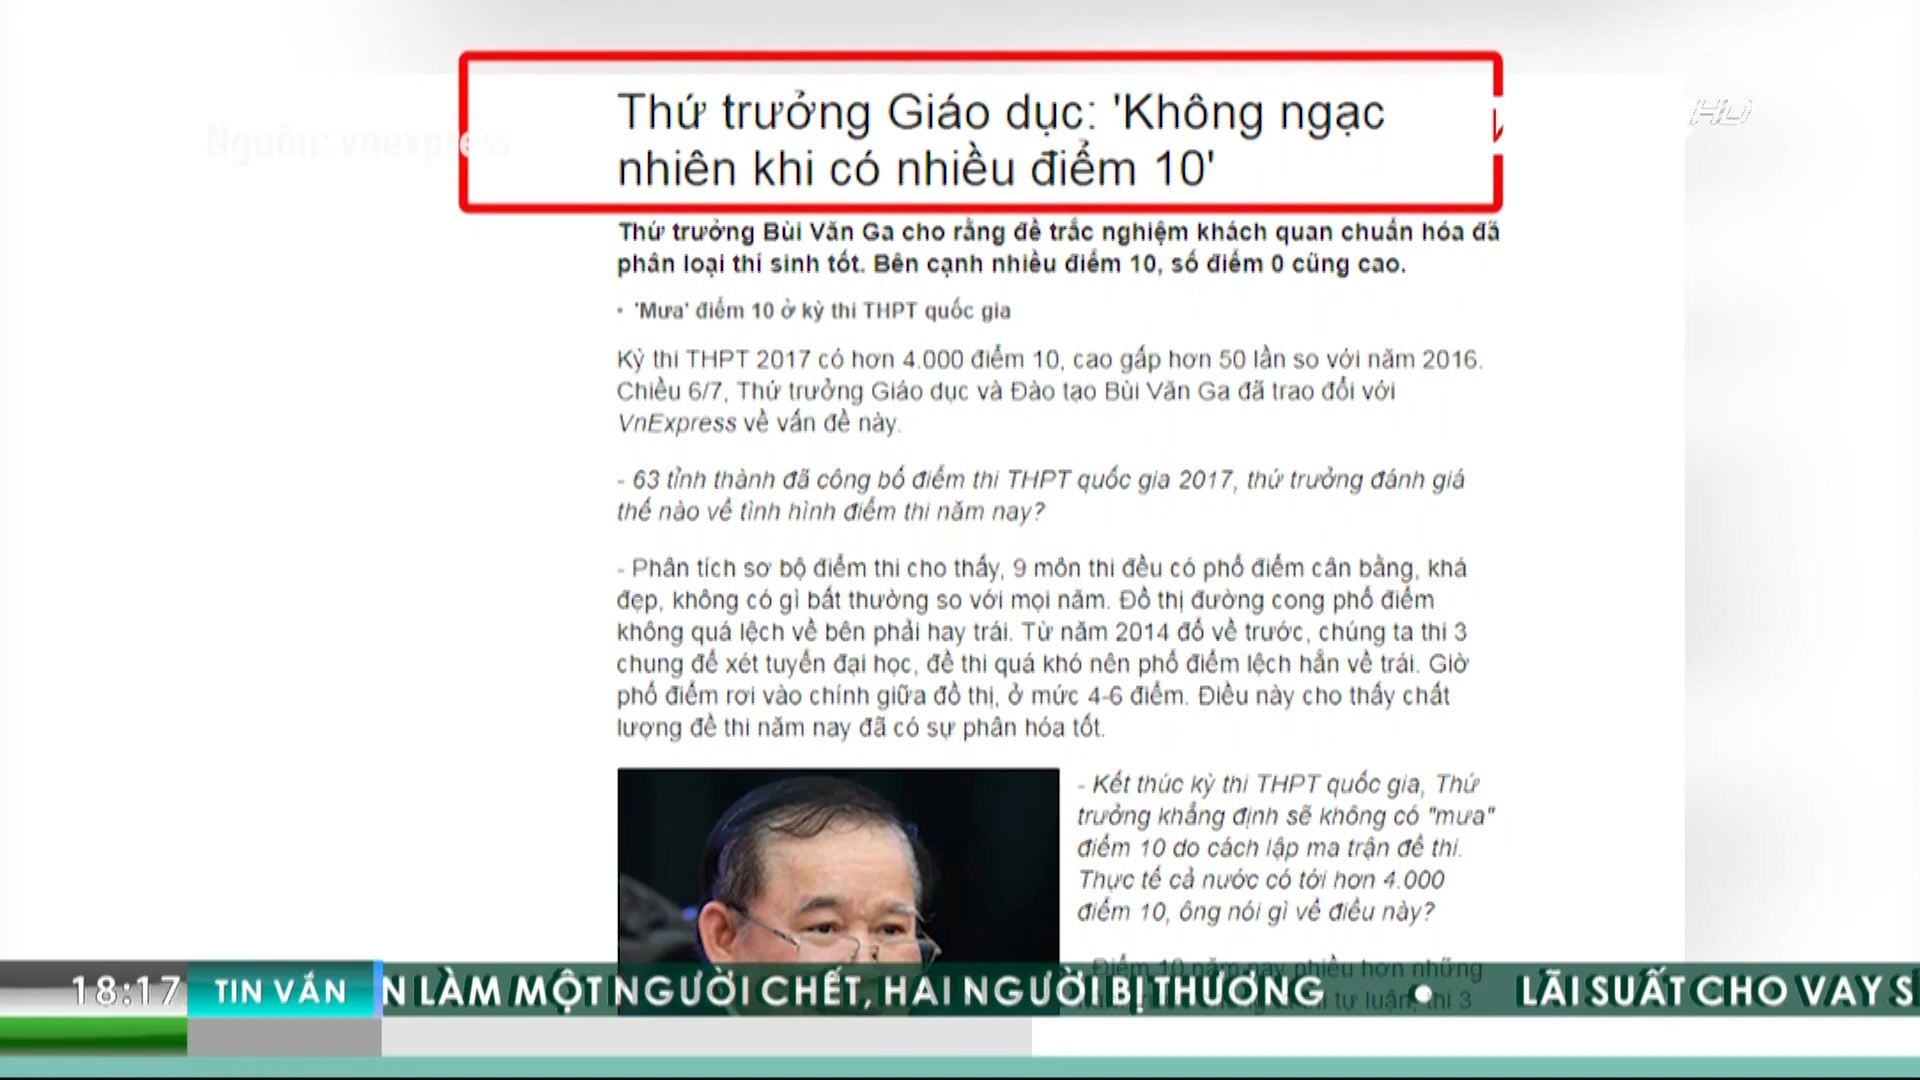 Thứ trưởng Giáo dục: 'Không ngạc
nhiên khi có nhiều điểm 10'
Nguồn: vnexpress
HD
Thứ trưởng Bùi Văn Ga cho rằng đề trắc nghiệm khách quan chuẩn hóa đã
phân loại thí sinh tốt. Bên cạnh nhiều điểm 10, số điểm 0 cũng cao.
• 'Mưa' điểm 10 ở kỳ thi THPT quốc gia
Kỳ thi THPT 2017 có hơn 4.000 điểm 10, cao gấp hơn 50 lần so với năm 2016.
Chiều 6/7, Thứ trưởng Giáo dục và Đào tạo Bùi Văn Ga đã trao đổi với
VnExpress về vấn đề này.
- 63 tỉnh thành đã công bố điểm thi THPT quốc gia 2017, thứ trưởng đánh giá
thế nào về tình hình điểm thi năm nay?
- Phân tích sơ bộ điểm thi cho thấy, 9 môn thi đều có phổ điểm cân bằng, khá
đẹp, không có gì bất thường so với mọi năm. Đồ thị đường cong phổ điểm
không quá lệch về bên phải hay trái. Từ năm 2014 đổ về trước, chúng ta thi 3
chung để xét tuyển đại học, đề thi quá khó nên phổ điểm lệch hẳn về trái. Giờ
phổ điểm rơi vào chính giữa đồ thị, ở mức 4-6 điểm. Điều này cho thấy chất
lượng đề thi năm nay đã có sự phân hóa tốt.
- Kết thúc kỳ thi THPT quốc gia, Thứ
trưởng khẳng định sẽ không có "mưa"
điểm 10 do cách lập ma trận đề thi.
Thực tế cả nước có tới hơn 4.000
điểm 10, ông nói gì về điều này?
- Điểm 10 năm nay nhiều hơn những
tự luận, thi 3
18:17 TIN VẮN N LÀM MỘT NGƯỜI CHẾT, HAI NGƯỜI BỊ THƯƠNG • LÃI SUẤT CHO VAY S